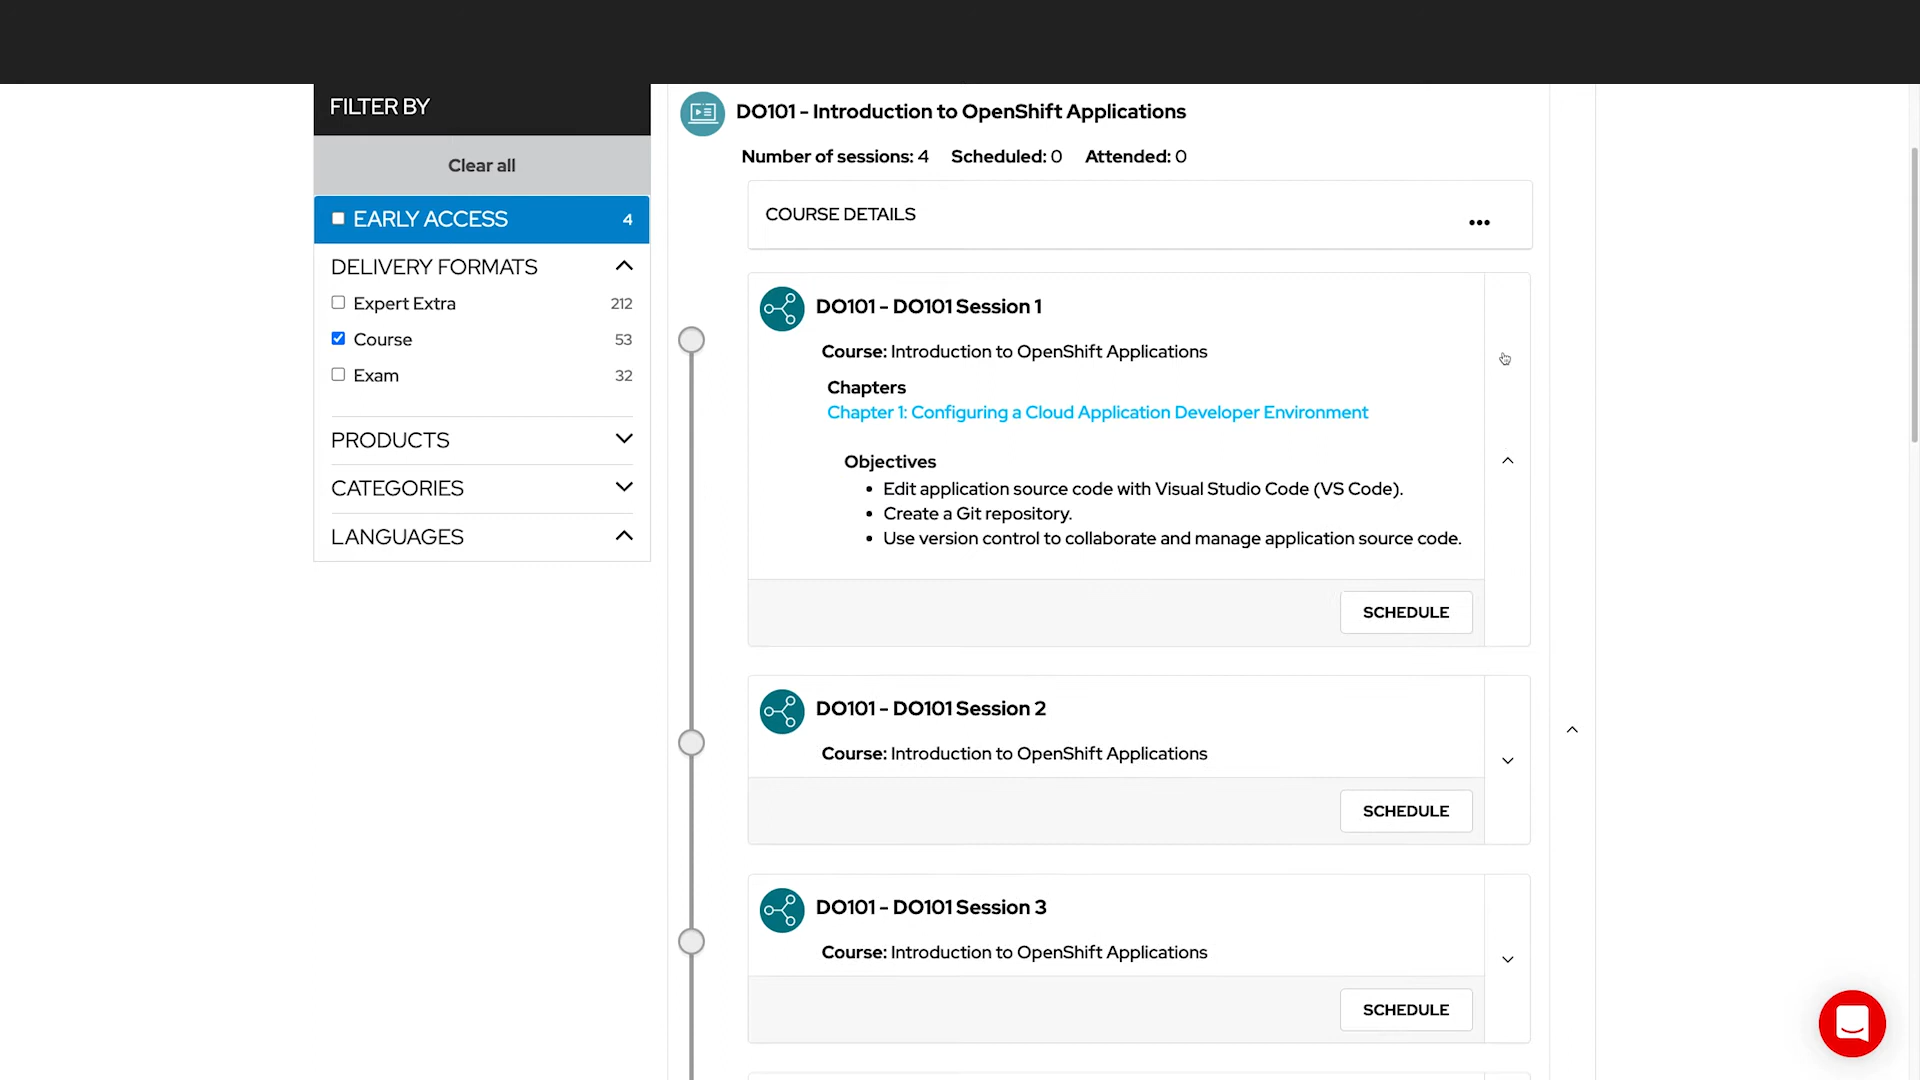 FILTER BY
Clear all
EARLY ACCESS 4
DELIVERY FORMATS
Expert Extra 212
Course 53
Exam 32
PRODUCTS
CATEGORIES
LANGUAGES
DO101 - Introduction to OpenShift Applications
Number of sessions: 4 Scheduled: 0 Attended: 0
COURSE DETAILS
DO101 - DO101 Session 1
Course: Introduction to OpenShift Applications
Chapters
Chapter 1: Configuring a Cloud Application Developer Environment
Objectives
• Edit application source code with Visual Studio Code (VS Code).
• Create a Git repository.
• Use version control to collaborate and manage application source code.
SCHEDULE
DO101 - DO101 Session 2
Course: Introduction to OpenShift Applications
SCHEDULE
DO101 - DO101 Session 3
Course: Introduction to OpenShift Applications
SCHEDULE